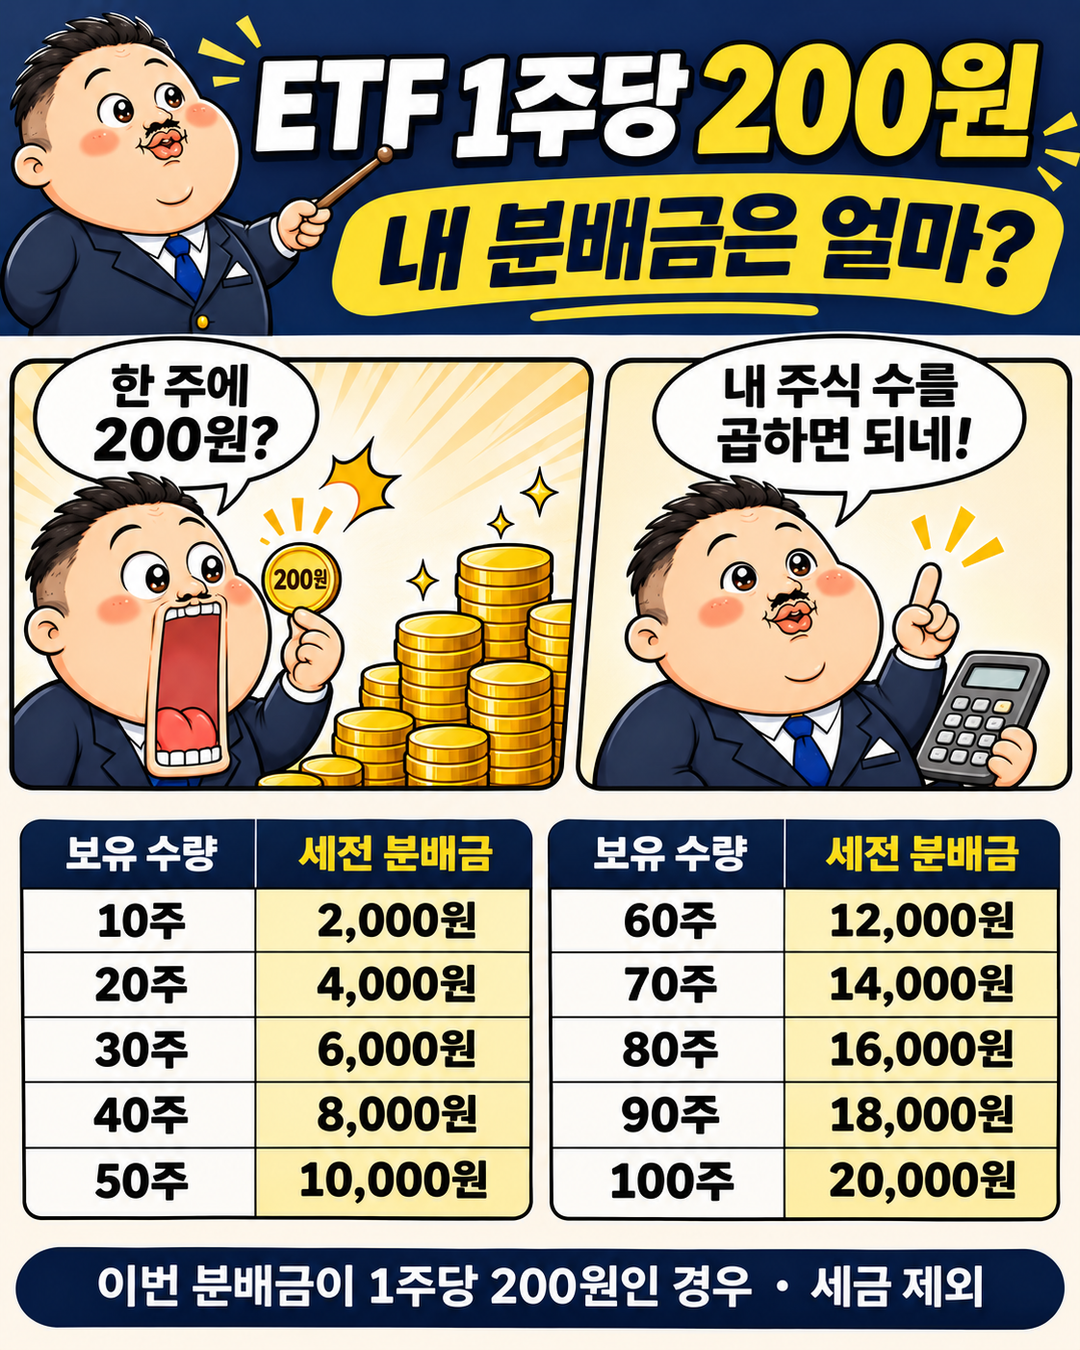 ETF 1주당 200원
내 분배금은 얼마?
한 주에
200원?
200원
내 주식 수를
곱하면 되네!
보유 수량 세전 분배금
10주 2,000원
20주 4,000원
30주 6,000원
40주 8,000원
50주 10,000원
보유 수량 세전 분배금
60주 12,000원
70주 14,000원
80주 16,000원
90주 18,000원
100주 20,000원
이번 분배금이 1주당 200원인 경우 • 세금 제외